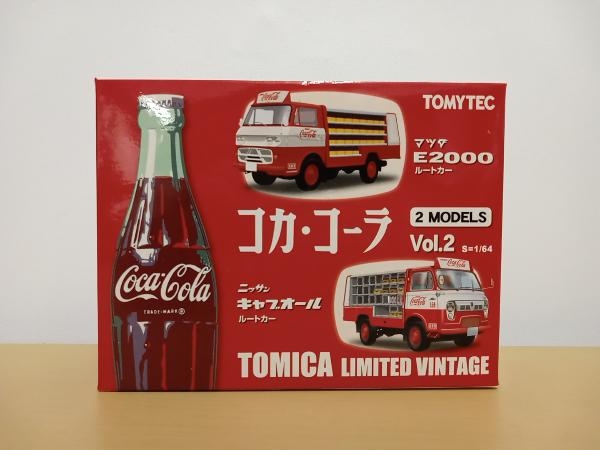 TOMYTEC
マツダ
E2000
ルートカー
コカ・コーラ
2 MODELS
Vol.2 S=1/64
Coca-Cola
TRADE-MARK ®
ニッサン
キャブオール
ルートカー
Coca-Cola
Coca-Cola
TOMICA LIMITED VINTAGE